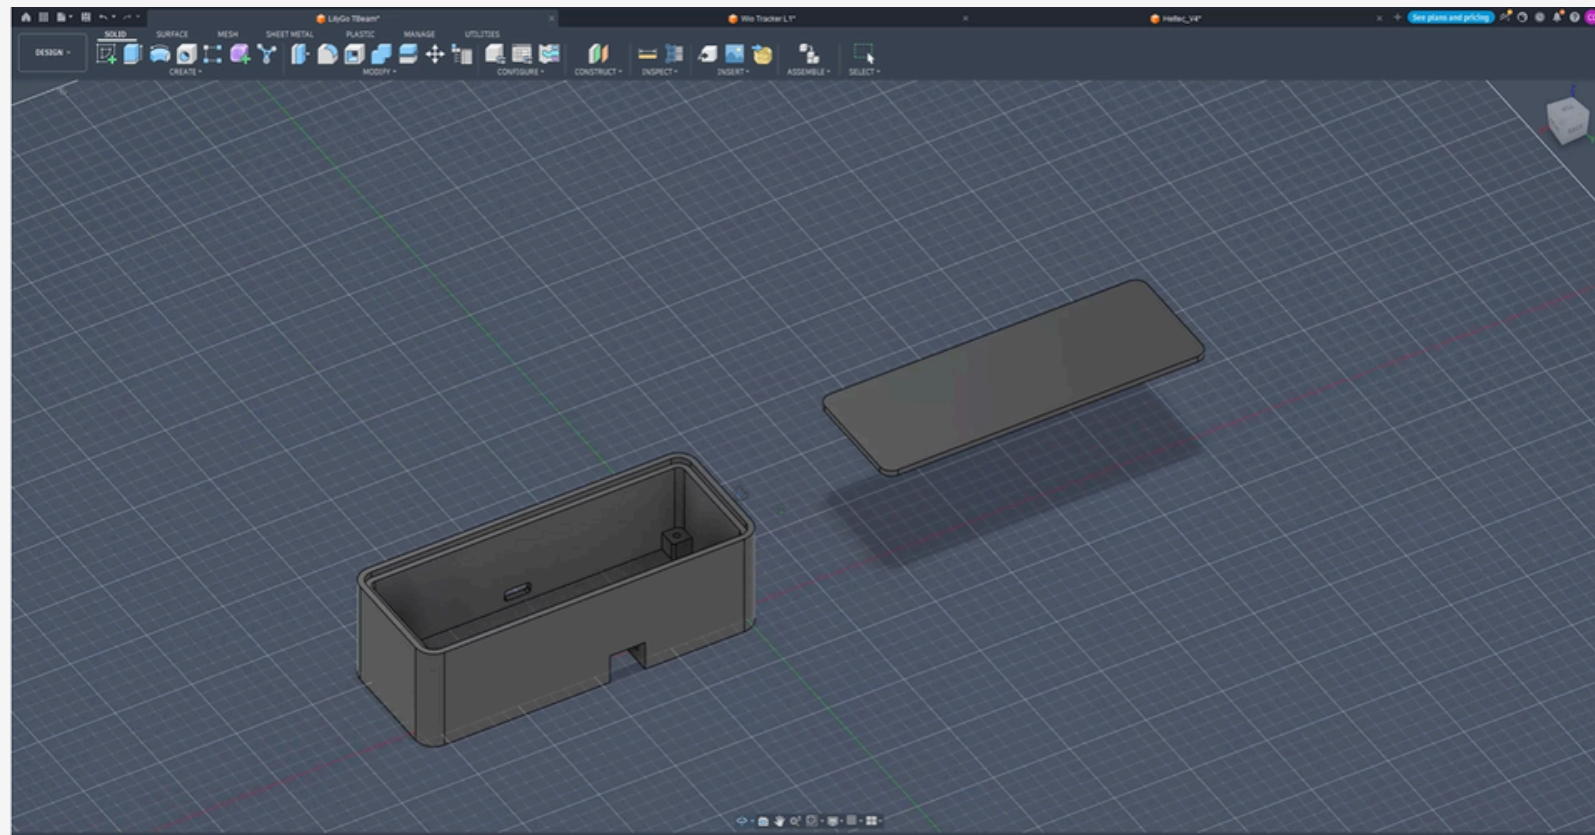 LilyGo TBeam*
Wio Tracker L1*
Heltec_V4*
See plans and pricing
SOLID SURFACE MESH SHEET METAL PLASTIC MANAGE UTILITIES
DESIGN
CREATE MODIFY CONFIGURE CONSTRUCT INSPECT INSERT ASSEMBLE SELECT